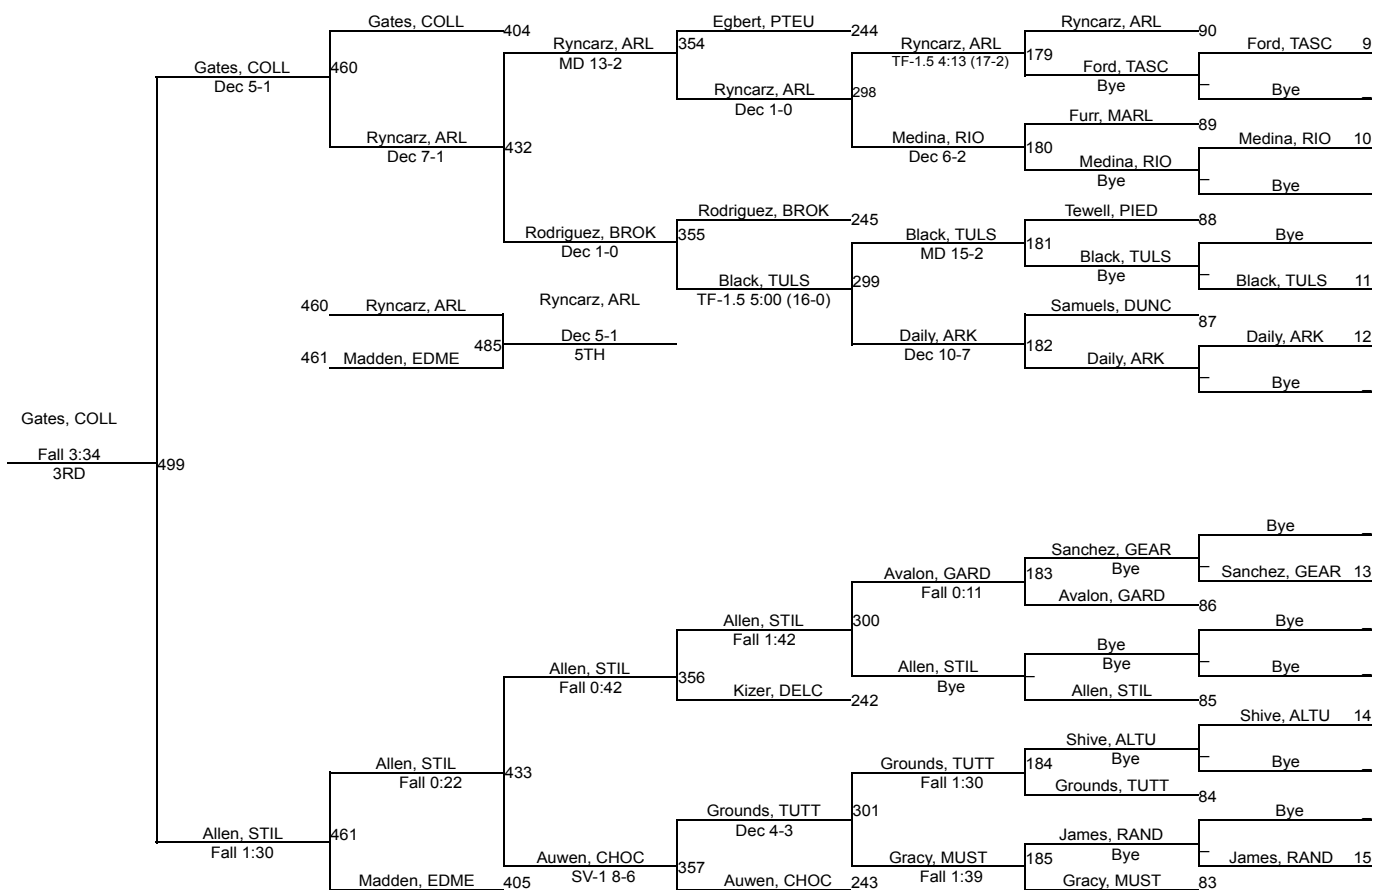 Gates, COLL 404 Egbert, PTEU 244 Ryncarz, ARL 90
Ryncarz, ARL 354 Ryncarz, ARL Ford, TASC 9
MD 13-2 TF-1.5 4:13 (17-2) 179
Gates, COLL 460 Ford, TASC
Dec 5-1 Bye _
Ryncarz, ARL 298 Bye _
Dec 1-0
Furr, MARL 89
Ryncarz, ARL 432 Medina, RIO 180 Medina, RIO 10
Dec 7-1 Dec 6-2
Medina, RIO
Bye _
Bye
Rodriguez, BROK 245 Tewell, PIED 88
Rodriguez, BROK 355 Black, TULS 181 Bye
Dec 1-0 MD 15-2
Black, TULS
Bye _
Black, TULS 299 Black, TULS 11
TF-1.5 5:00 (16-0)
460 Ryncarz, ARL Ryncarz, ARL Samuels, DUNC 87
485 Dec 5-1 Daily, ARK 182 Daily, ARK 12
5TH Dec 10-7
461 Madden, EDME Daily, ARK _
Bye _
Gates, COLL
Fall 3:34 499
3RD
Bye _
Sanchez, GEAR
Avalon, GARD 183 Bye _ Sanchez, GEAR 13
Fall 0:11
Avalon, GARD 86
Allen, STIL 300 Bye _
Fall 1:42
Bye
Bye _
Allen, STIL 356 Allen, STIL _ Bye _
Fall 0:42 Bye
Kizer, DELC 242 Allen, STIL 85
Shive, ALTU 14
Shive, ALTU
Allen, STIL 433 Grounds, TUTT 184 Bye _ Bye _
Fall 0:22 Fall 1:30
Grounds, TUTT 84
Grounds, TUTT 301 Bye _
Dec 4-3
Allen, STIL 461 James, RAND
Fall 1:30 Bye _
Auwen, CHOC 357 Gracy, MUST 185 James, RAND 15
SV-1 8-6 Fall 1:39
Madden, EDME 405 Auwen, CHOC 243 Gracy, MUST 83